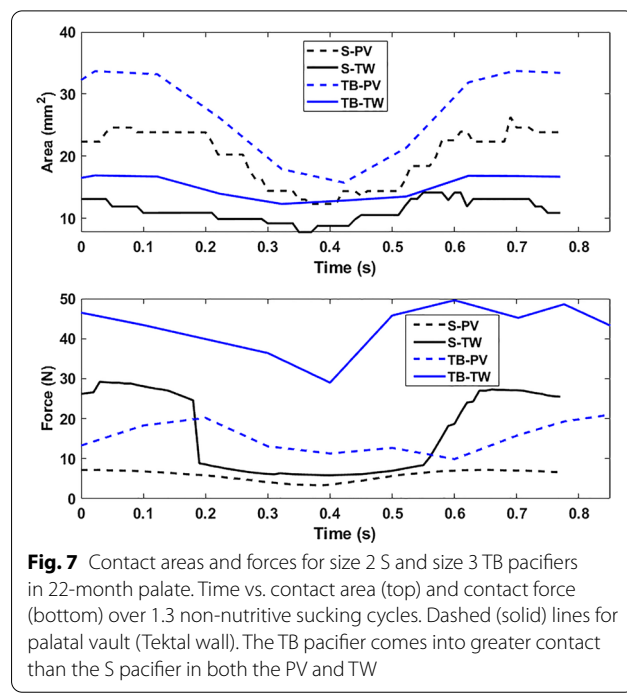 40
30
20
10
Area (mm²)
S-PV
S-TW
TB-PV
TB-TW
0 0.1 0.2 0.3 0.4 0.5 0.6 0.7 0.8
Time (s)
50
40
30
20
10
0
Force (N)
S-PV
S-TW
TB-PV
TB-TW
0 0.1 0.2 0.3 0.4 0.5 0.6 0.7 0.8
Time (s)
Fig. 7 Contact areas and forces for size 2 S and size 3 TB pacifiers
in 22-month palate. Time vs. contact area (top) and contact force
(bottom) over 1.3 non-nutritive sucking cycles. Dashed (solid) lines for
palatal vault (Tektal wall). The TB pacifier comes into greater contact
than the S pacifier in both the PV and TW